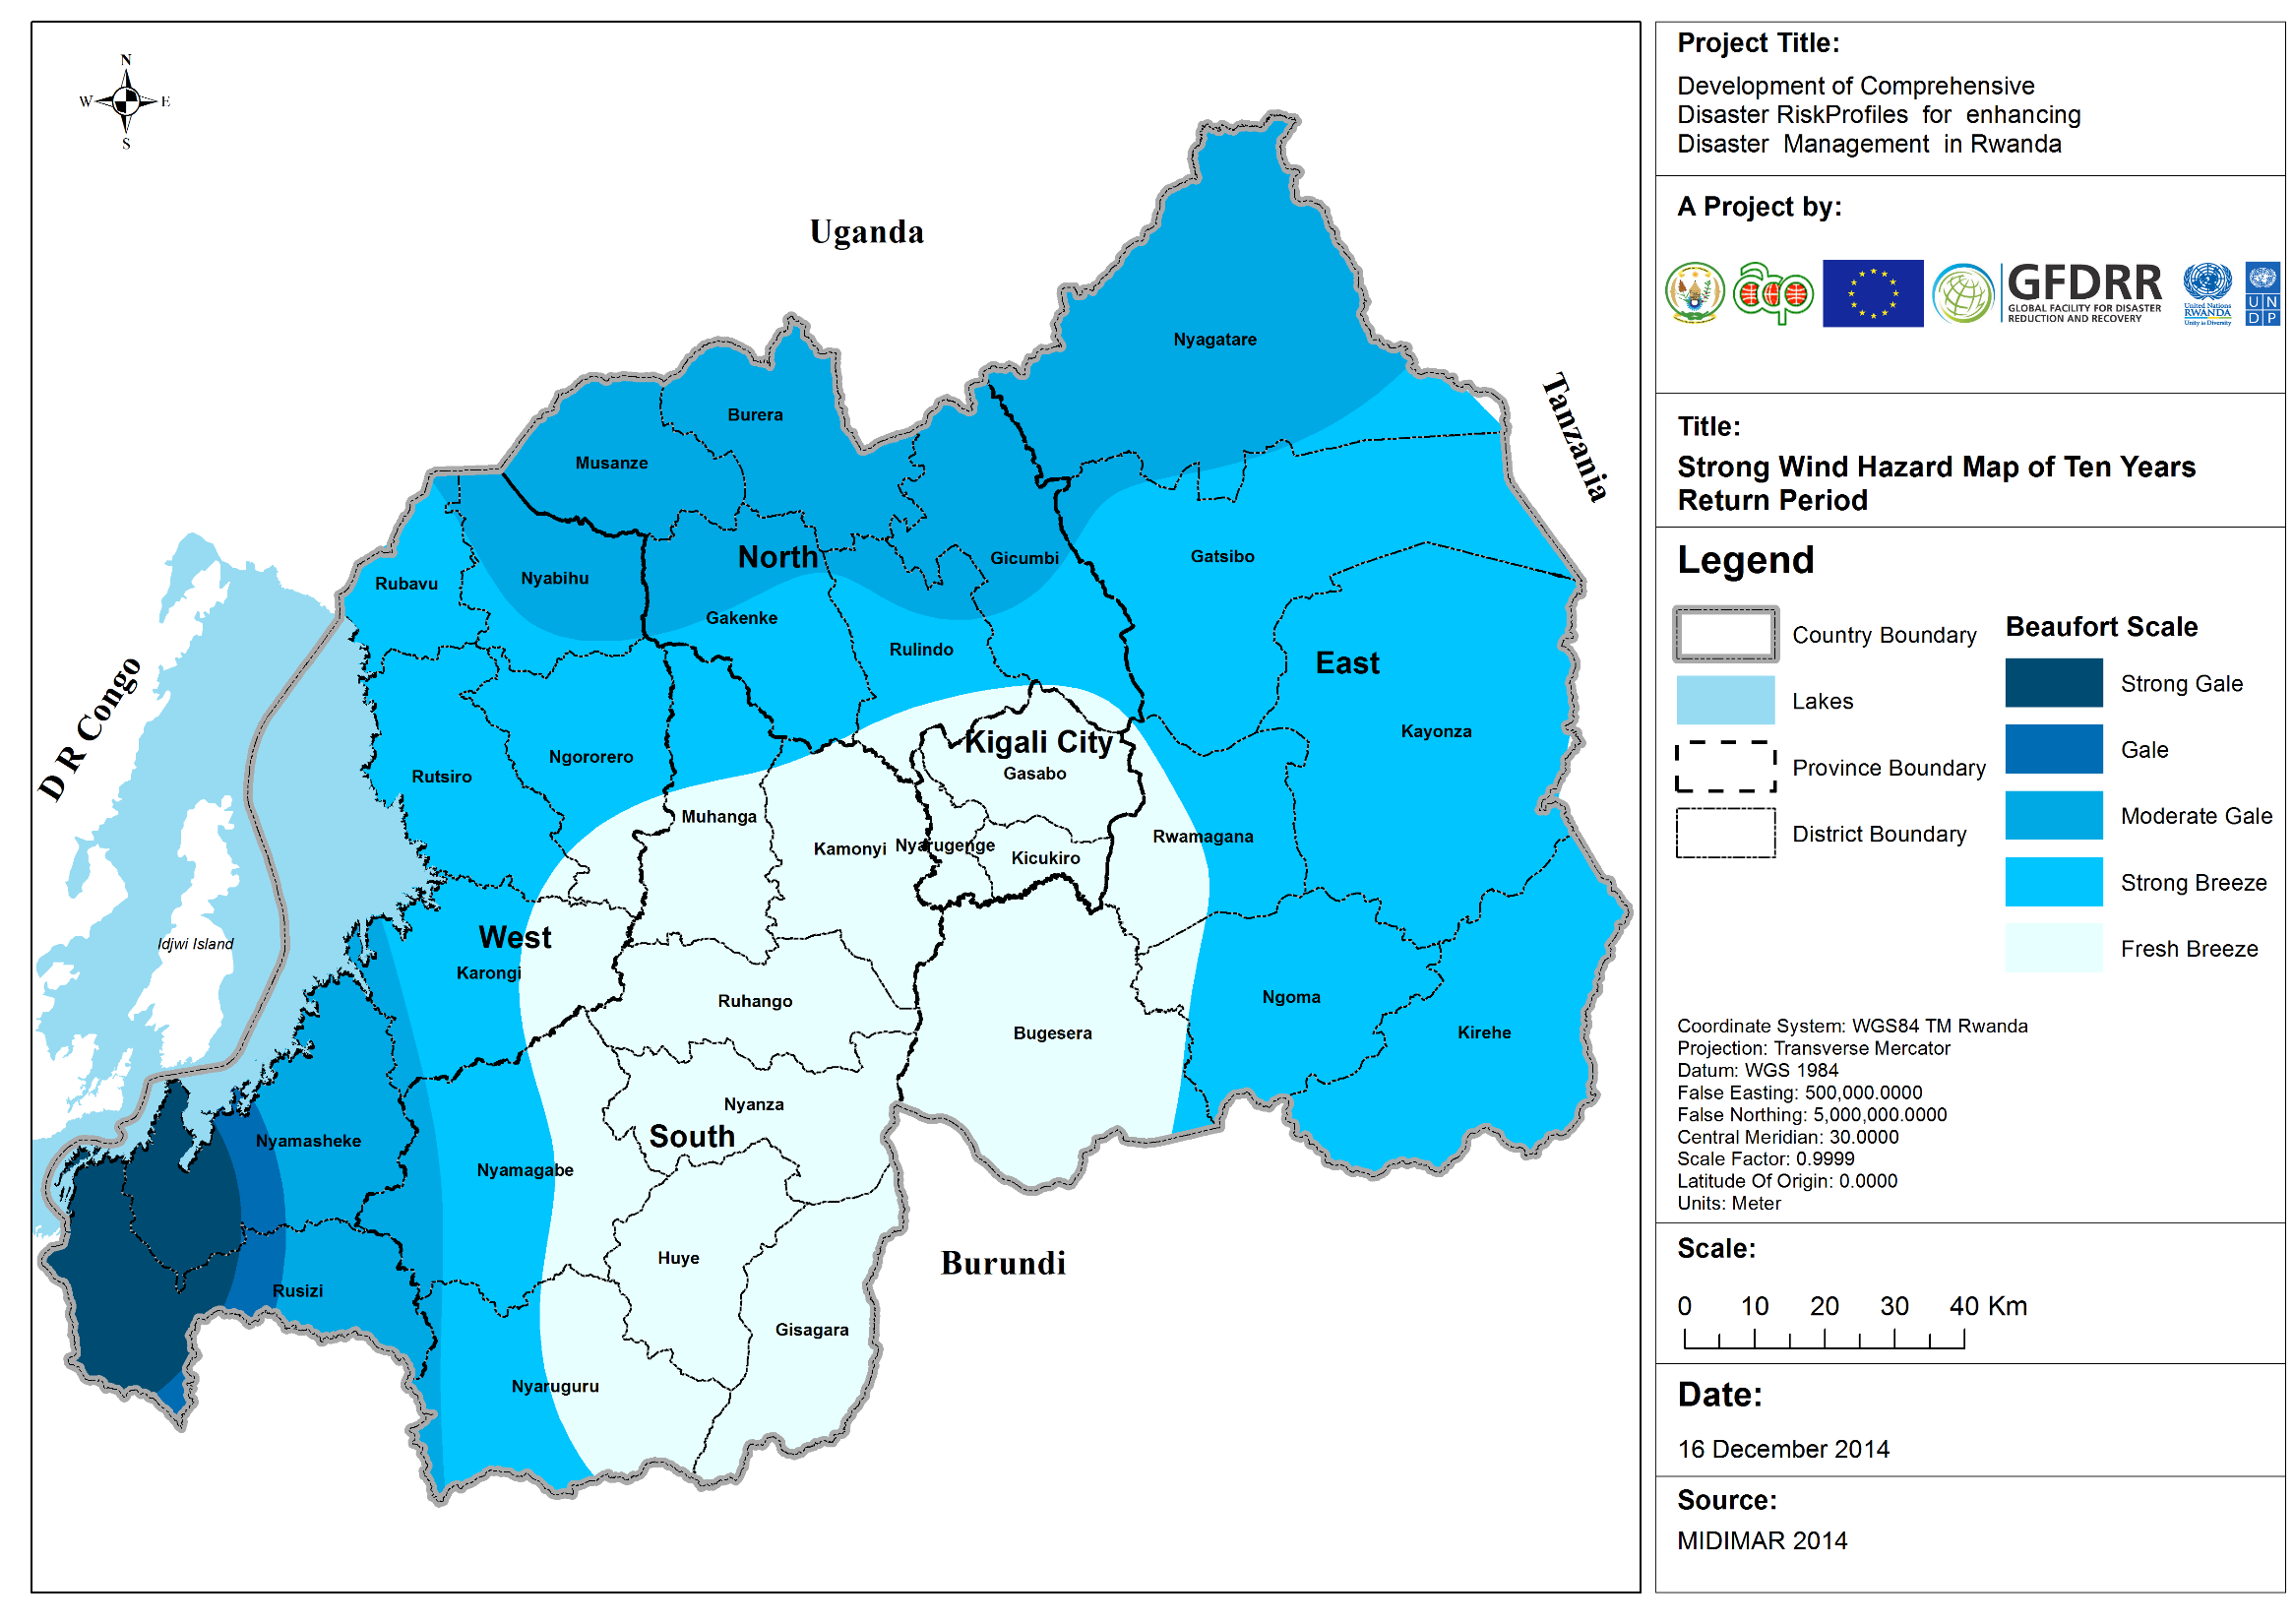 N
W E
S
Uganda
Tanzania
D R Congo
Burundi
Nyagatare
Burera
Musanze
North
Gicumbi
Gatsibo
Nyabihu
Rubavu
Gakenke
Rulindo
East
Kayonza
Kigali City
Gasabo
Ngororero
Rutsiro
Muhanga
Kamonyi
Nyarugenge
Kicukiro
Rwamagana
Idjwi Island
West
Karongi
Ruhango
Ngoma
Bugesera
Kirehe
Nyanza
South
Nyamasheke
Nyamagabe
Huye
Rusizi
Gisagara
Nyaruguru
Project Title:
Development of Comprehensive
Disaster RiskProfiles for enhancing
Disaster Management in Rwanda
A Project by:
acp
GFDRR
GLOBAL FACILITY FOR DISASTER
REDUCTION AND RECOVERY
United Nations
RWANDA
Unity in Diversity
U N
D P
Title:
Strong Wind Hazard Map of Ten Years
Return Period
Legend
Country Boundary
Lakes
Province Boundary
District Boundary
Beaufort Scale
Strong Gale
Gale
Moderate Gale
Strong Breeze
Fresh Breeze
Coordinate System: WGS84 TM Rwanda
Projection: Transverse Mercator
Datum: WGS 1984
False Easting: 500,000.0000
False Northing: 5,000,000.0000
Central Meridian: 30.0000
Scale Factor: 0.9999
Latitude Of Origin: 0.0000
Units: Meter
Scale:
0 10 20 30 40 Km
Date:
16 December 2014
Source:
MIDIMAR 2014